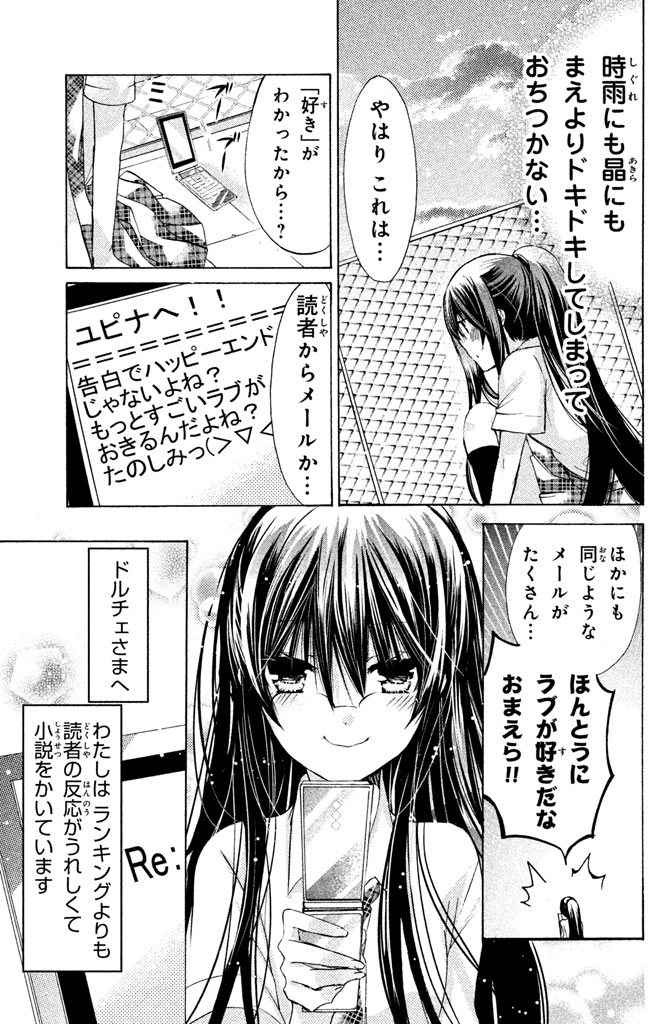 時雨にも晶にも
まえよりドキドキしてしまって
おちつかない…
やはり これは…
「好き」が
わかったから…?
読者からメールか…
ユピナへ！！
====================
告白でハッピーエンド
じゃないよね？
もっとすごいラブが
おきるんだよね？
たのしみっ(＞∇＜
ほかにも
同じような
メールが
たくさん…
ほんとうに
ラブが好きだな
おまえら!!
ドルチェさまへ
わたしは ランキングよりも
読者の反応がうれしくて
小説をかいています
Re: